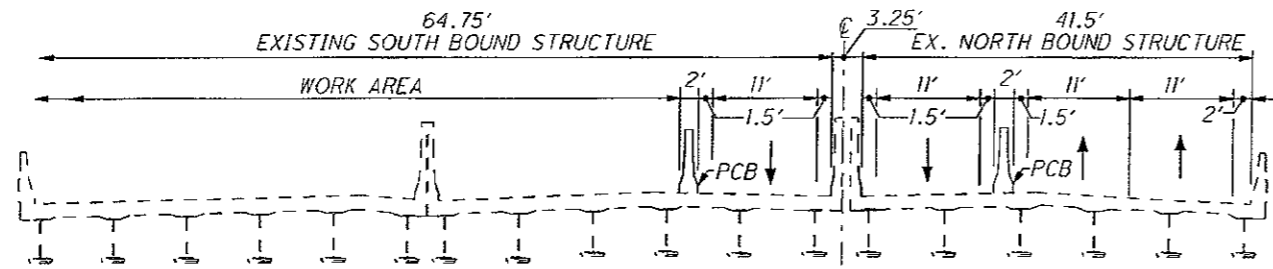 64.75'
℄
3.25'
41.5'
EXISTING SOUTH BOUND STRUCTURE
EX. NORTH BOUND STRUCTURE
WORK AREA
2'
11'
11'
2'
11'
11'
1.5'
1.5'
1.5'
2'
PCB
PCB